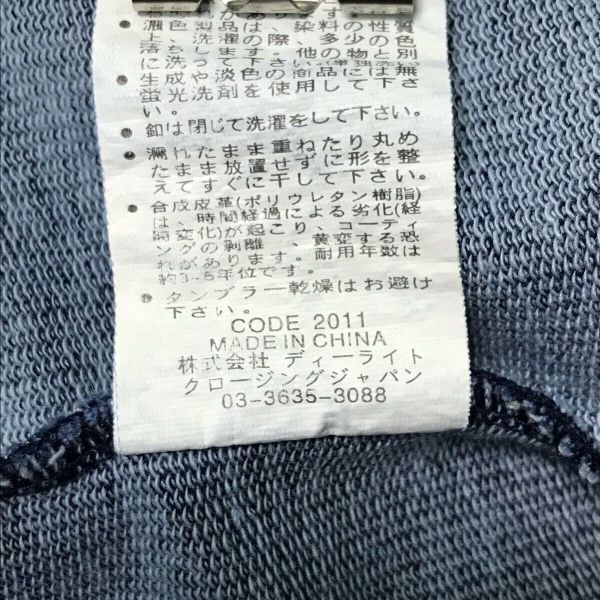 濃色製品は、染料の性質
洗濯の際、多少の色
落ちします。他の物と別
に洗って下さい。(単独洗い)
・生成や淡色の商品には無
蛍光洗剤を使用して下さ
い。
・釦は閉じて洗濯をして下さい。
・濡れたまま重ねたり丸め
たまま放置せずに形を整
えてすぐに干して下さい。
・合成皮革(ポリウレタン樹脂)
は、時間経過による劣化(経
時変化)が起こり、コーティ
ングの剥離、黄変する恐
れがあります。耐用年数は
約3~5年位です。
・タンブラー乾燥はお避け
下さい。
CODE 2011
MADE IN CHINA
株式会社 ディーライト
クロージングジャパン
03-3635-3088